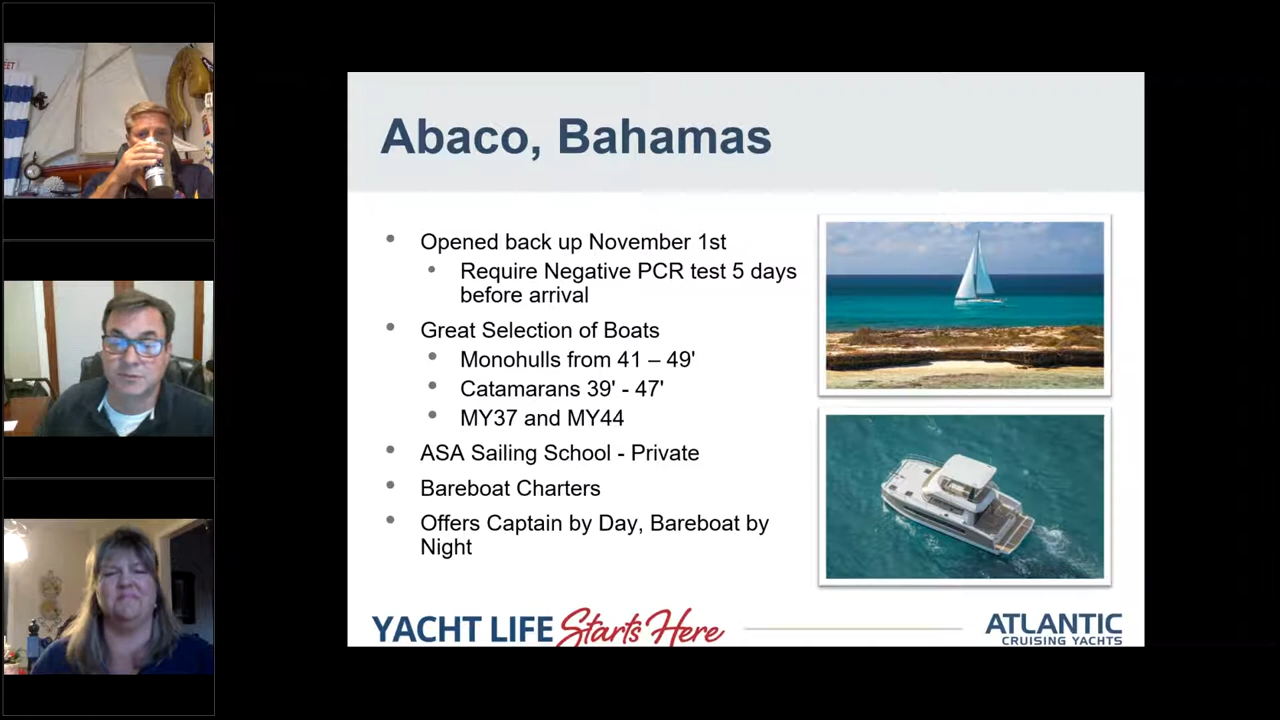 Abaco, Bahamas
Opened back up November 1st
Require Negative PCR test 5 days
before arrival
Great Selection of Boats
Monohulls from 41 – 49'
Catamarans 39' - 47'
MY37 and MY44
ASA Sailing School - Private
Bareboat Charters
Offers Captain by Day, Bareboat by
Night
YACHT LIFE Starts Here
ATLANTIC
CRUISING YACHTS